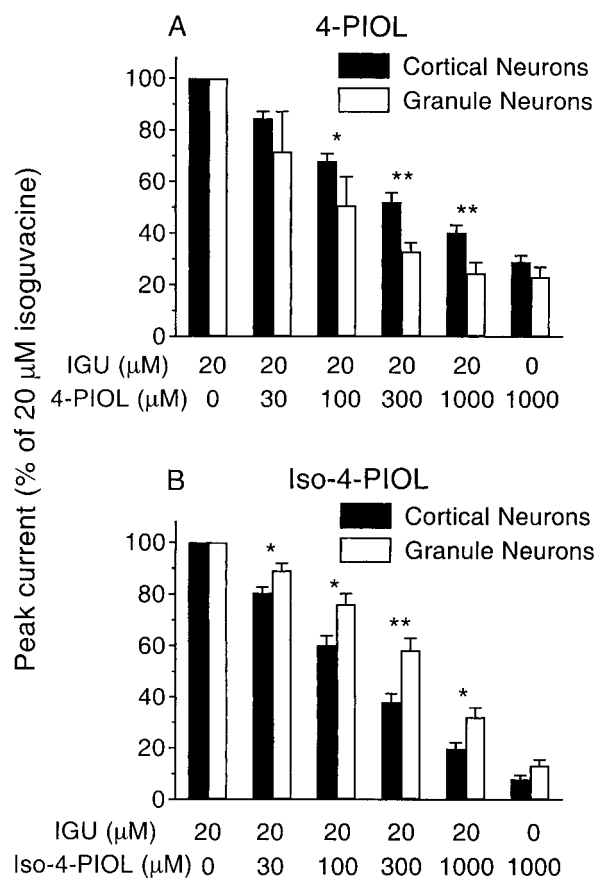 A 4-PIOL
Cortical Neurons
Granule Neurons
100
80
60
40
20
0
*
**
**
IGU (μM) 20 20 20 20 20 0
4-PIOL (μM) 0 30 100 300 1000 1000
Peak current (% of 20 μM isoguvacine)
B Iso-4-PIOL
Cortical Neurons
Granule Neurons
100
80
60
40
20
0
*
*
**
*
IGU (μM) 20 20 20 20 20 0
Iso-4-PIOL (μM) 0 30 100 300 1000 1000